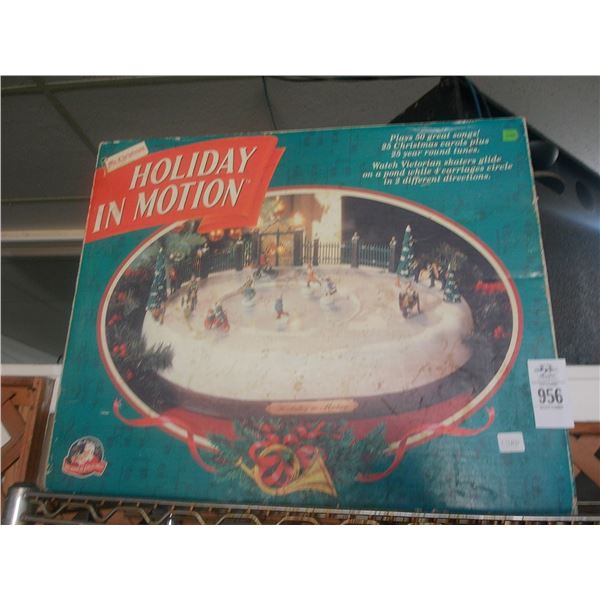 Mr. Christmas
HOLIDAY
IN MOTION
Plays 50 great songs!
25 Christmas carols plus
25 year round tunes.
Watch Victorian skaters glide
on a pond while 4 carriages circle
in 2 different directions.
956